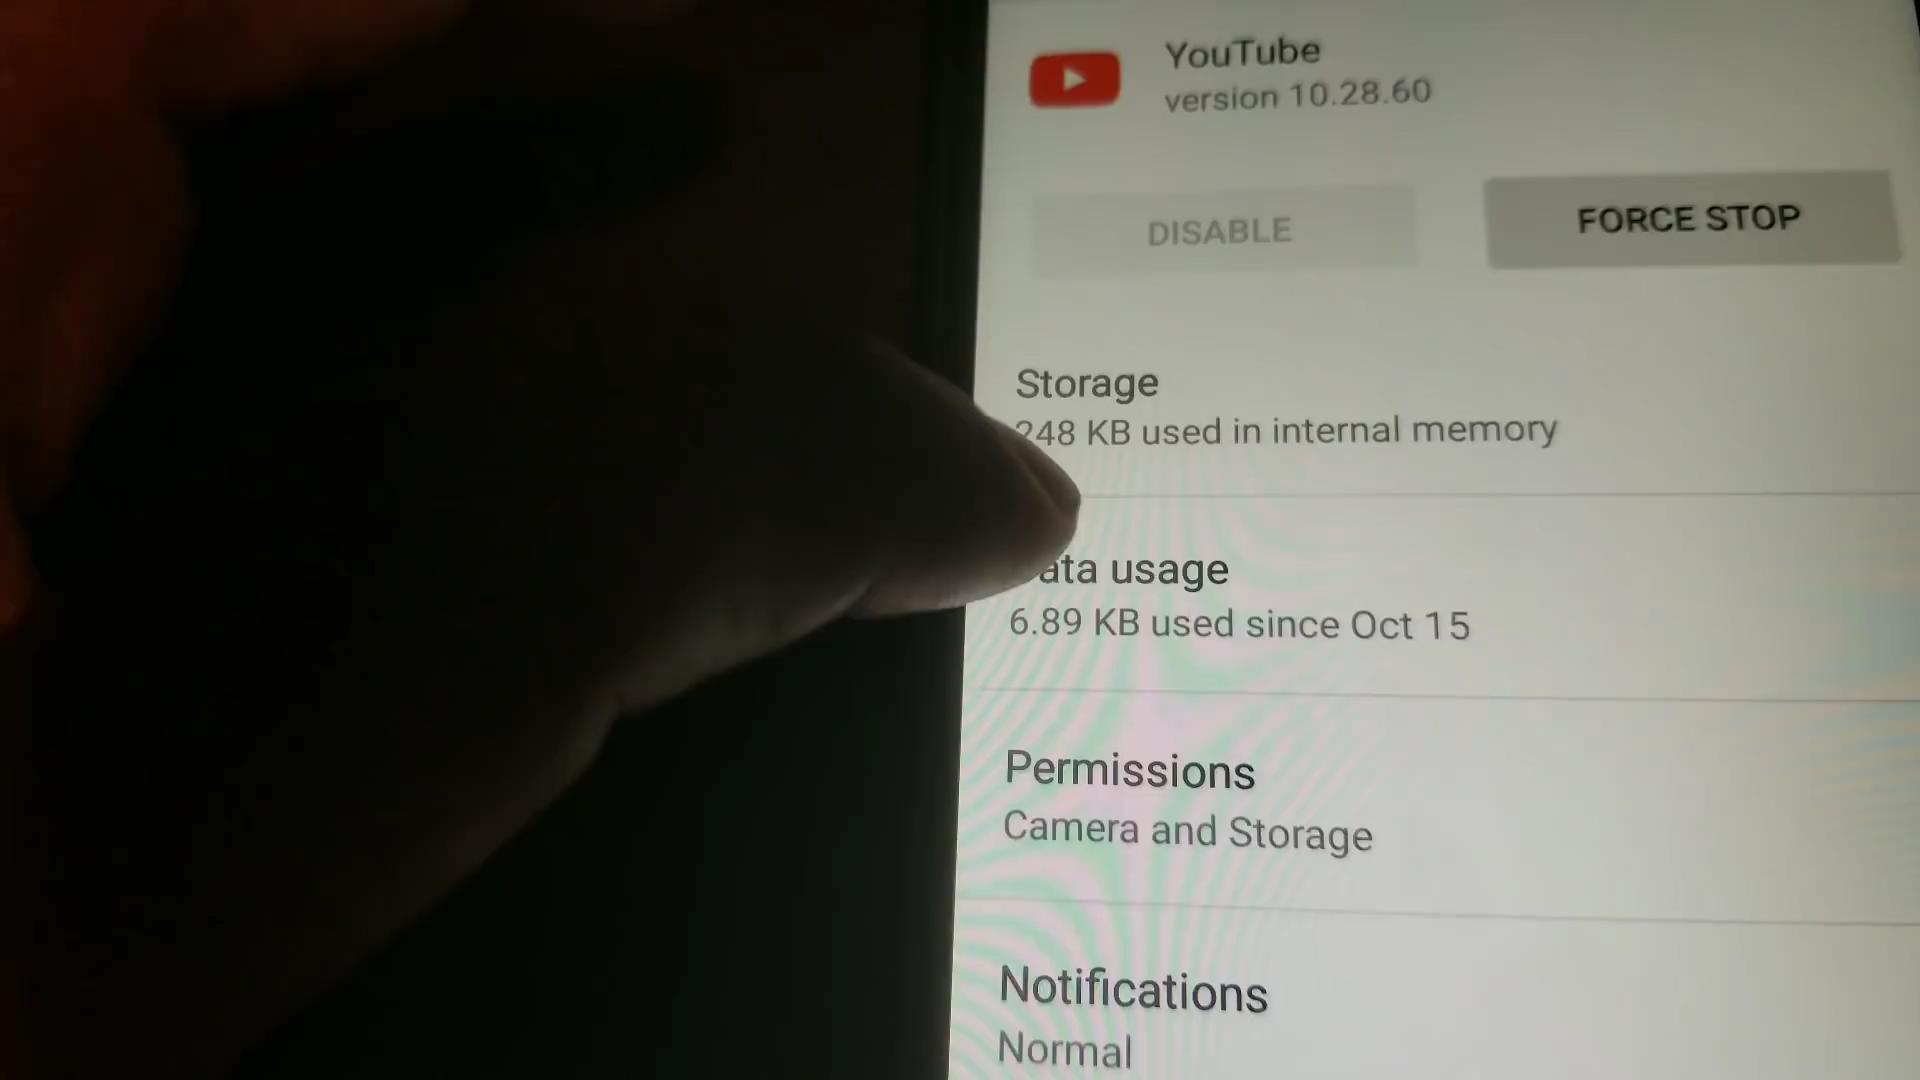 YouTube
version 10.28.60
DISABLE
FORCE STOP
Storage
248 KB used in internal memory
ata usage
6.89 KB used since Oct 15
Permissions
Camera and Storage
Notifications
Normal